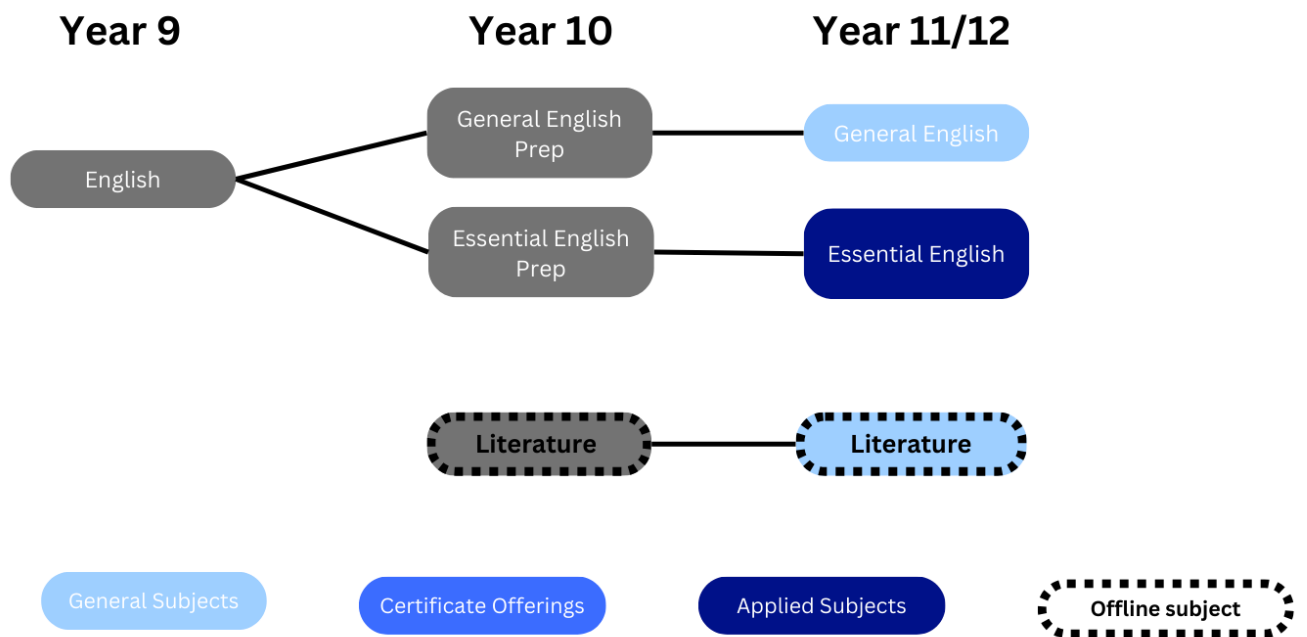 Year 9
Year 10
Year 11/12
General English
Prep
General English
English
Essential English
Prep
Essential English
Literature
Literature
General Subjects
Certificate Offerings
Applied Subjects
Offline subject